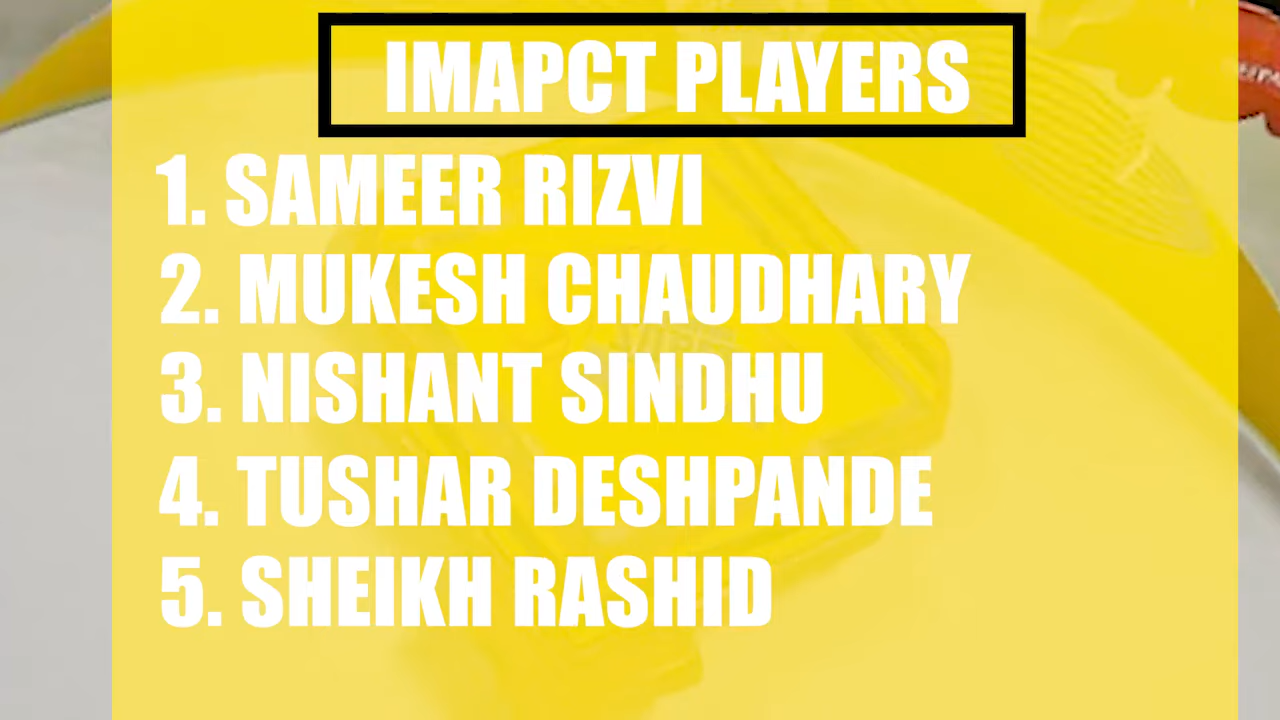 IMAPCT PLAYERS
1. SAMEER RIZVI
2. MUKESH CHAUDHARY
3. NISHANT SINDHU
4. TUSHAR DESHPANDE
5. SHEIKH RASHID